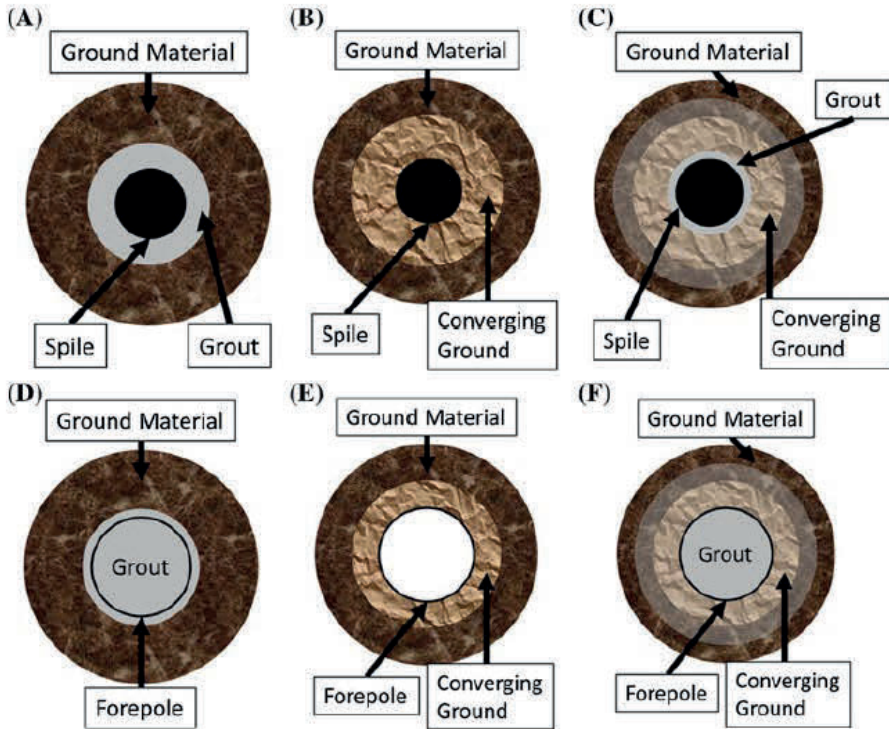 (A)
Ground Material
Spile
Grout
(B)
Ground Material
Spile
Converging
Ground
(C)
Ground Material
Grout
Spile
Converging
Ground
(D)
Ground Material
Grout
Forepole
(E)
Ground Material
Forepole
Converging
Ground
(F)
Ground Material
Grout
Forepole
Converging
Ground